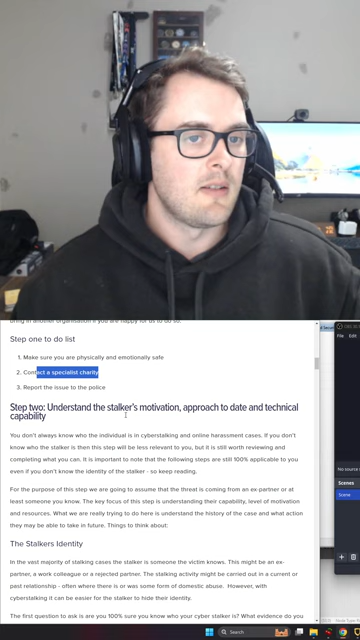 bring in another organisation if you are happy for us to do so.
Step one to do list
1. Make sure you are physically and emotionally safe
2. Contact a specialist charity
3. Report the issue to the police
Step two: Understand the stalker's motivation, approach to date and technical
capability
You don't always know who the individual is in cyberstalking and online harassment cases. If you don't
know who the stalker is then this step will be less relevant to you, but it is still worth reviewing and
completing what you can. It is important to note that the following steps are still 100% applicable to you
even if you don't know the identity of the stalker - so keep reading.
For the purpose of this step we are going to assume that the threat is coming from an ex-partner or at
least someone you know. The key focus of this step is understanding their capability, level of motivation
and resources. What we are really trying to do here is understand the history of the case and what action
they may be able to take in future. Things to think about:
The Stalkers Identity
In the vast majority of stalking cases the stalker is someone the victim knows. This might be an ex-
partner, a work colleague or a rejected partner. The stalking activity might be carried out in a current or
past relationship - often where there is or was some form of domestic abuse. However, with
cyberstalking it can be easier for the stalker to hide their identity.
The first question to ask is are you 100% sure you know who your cyber stalker is? What evidence do you
File
Edit
No source
Scenes
Scene
Search